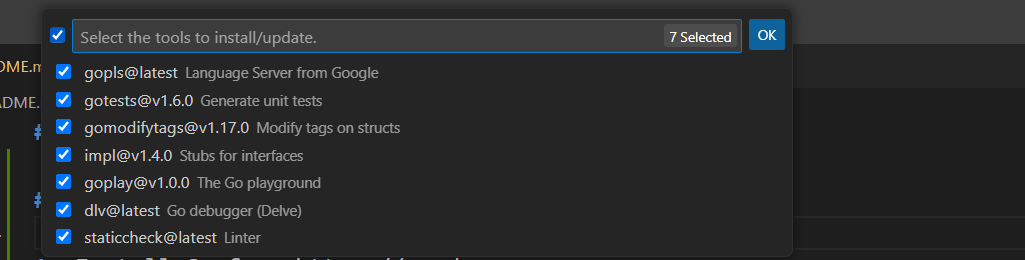 Select the tools to install/update. 7 Selected OK
gopls@latest Language Server from Google
DME.m
gotests@v1.6.0 Generate unit tests
ADME.
gomodifytags@v1.17.0 Modify tags on structs
#
impl@v1.4.0 Stubs for interfaces
goplay@v1.0.0 The Go playground
#
dlv@latest Go debugger (Delve)
staticcheck@latest Linter